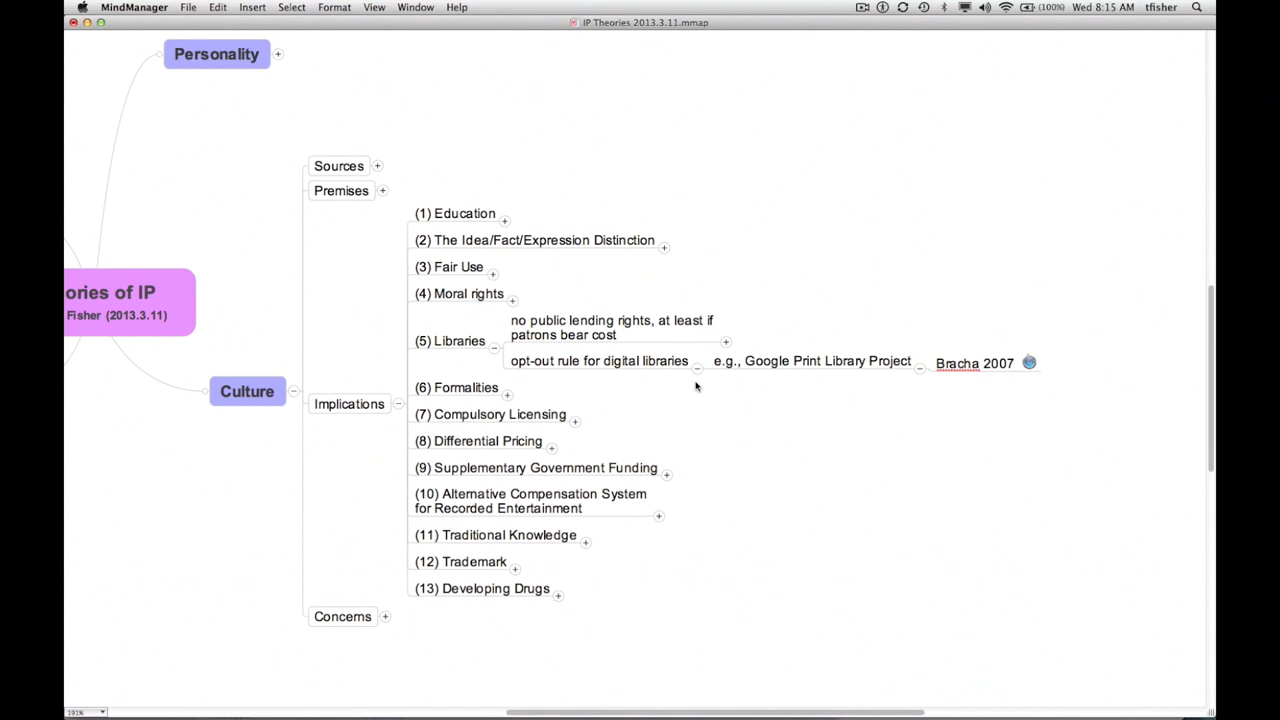 MindManager File Edit Insert Select Format View Window Help (100%) Wed 8:15 AM tfisher
IP Theories 2013.3.11.mmap
Personality
Sources
Premises
(1) Education
(2) The Idea/Fact/Expression Distinction
(3) Fair Use
ories of IP
Fisher (2013.3.11)
(4) Moral rights
no public lending rights, at least if
patrons bear cost
(5) Libraries
opt-out rule for digital libraries
e.g., Google Print Library Project
Bracha 2007
(6) Formalities
Culture
Implications
(7) Compulsory Licensing
(8) Differential Pricing
(9) Supplementary Government Funding
(10) Alternative Compensation System
for Recorded Entertainment
(11) Traditional Knowledge
(12) Trademark
(13) Developing Drugs
Concerns
191%